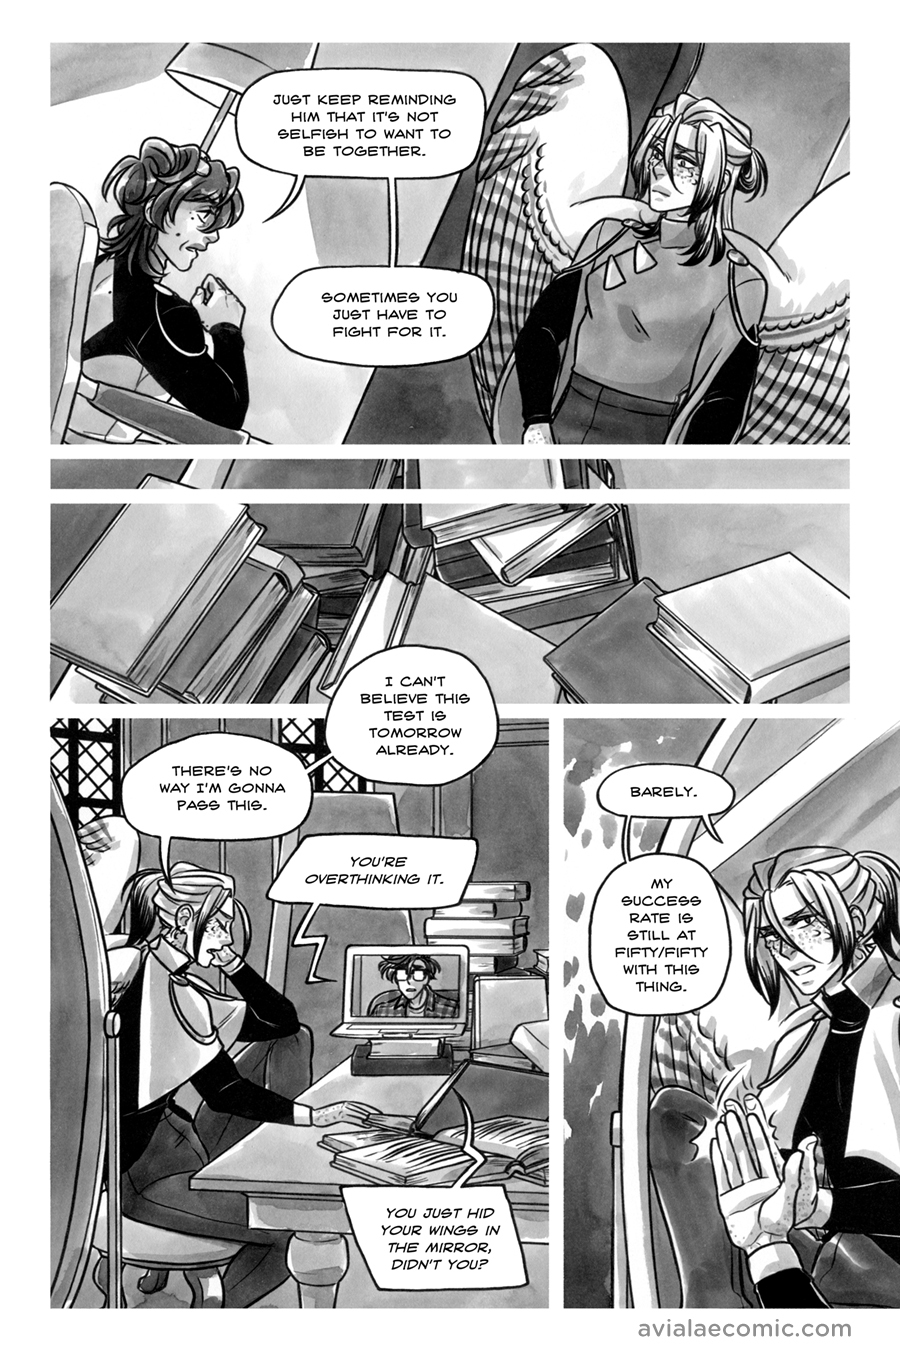 JUST KEEP REMINDING
HIM THAT IT'S NOT
SELFISH TO WANT TO
BE TOGETHER.
SOMETIMES YOU
JUST HAVE TO
FIGHT FOR IT.
I CAN'T
BELIEVE THIS
TEST IS
TOMORROW
ALREADY.
THERE'S NO
WAY I'M GONNA
PASS THIS.
YOU'RE
OVERTHINKING IT.
YOU JUST HID
YOUR WINGS IN
THE MIRROR,
DIDN'T YOU?
BARELY.
MY
SUCCESS
RATE IS
STILL AT
FIFTY/FIFTY
WITH THIS
THING.
avialaecomic.com